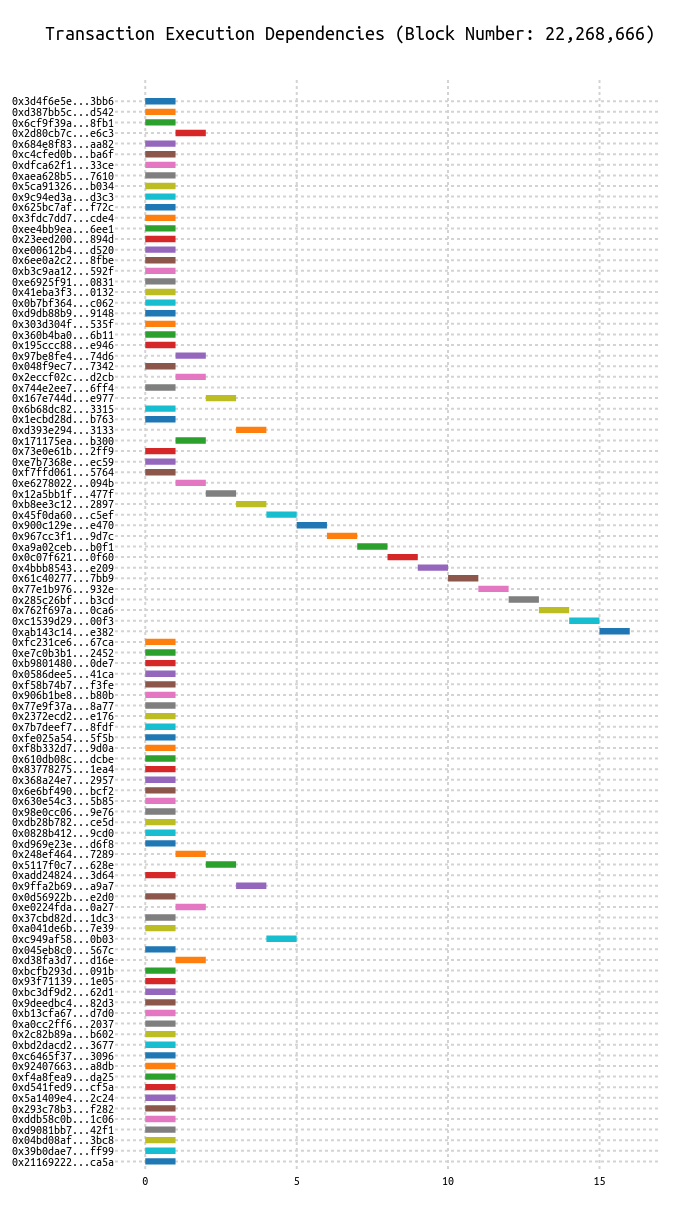 Transaction Execution Dependencies (Block Number: 22,268,666)
0x3d4f6e5e...3bb6
0xd387bb5c...d542
0x6cf9f39a...8fb1
0x2d80cb7c...e6c3
0x684e8f83...aa82
0xc4cfed0b...ba6f
0xdfca62f1...33ce
0xaea628b5...7610
0x5ca91326...b034
0x9c94ed3a...d3c3
0x625bc7af...f72c
0x3fdc7dd7...cde4
0xee4bb9ea...6ee1
0x23eed200...894d
0xe00612b4...d520
0x6ee0a2c2...8fbe
0xb3c9aa12...592f
0xe6925f91...0831
0x41eba3f3...0132
0x0b7bf364...c062
0xd9db88b9...9148
0x303d304f...535f
0x360b4ba0...6b11
0x195ccc88...e946
0x97be8fe4...74d6
0x048f9ec7...7342
0x2eccf02c...d2cb
0x744e2ee7...6ff4
0x167e744d...e977
0x6b68dc82...3315
0x1ecbd28d...b763
0xd393e294...3133
0x171175ea...b300
0x73e0e61b...2ff9
0xe7b7368e...ec59
0xf7ffd061...5764
0xe6278022...094b
0x12a5bb1f...477f
0xb8ee3c12...2897
0x45f0da60...c5ef
0x900c129e...e470
0x967cc3f1...9d7c
0xa9a02ceb...b0f1
0x0c07f621...0f60
0x4bbb8543...e209
0x61c40277...7bb9
0x77e1b976...932e
0x285c26bf...b3cd
0x762f697a...0ca6
0xc1539d29...00f3
0xab143c14...e382
0xfc231ce6...67ca
0xe7c0b3b1...2452
0xb9801480...0de7
0x0586dee5...41ca
0xf58b74b7...f3fe
0x906b1be8...b80b
0x77e9f37a...8a77
0x2372ecd2...e176
0x7b7deef7...8fdf
0xfe025a54...5f5b
0xf8b332d7...9d0a
0x610db08c...dcbe
0x83778275...1ea4
0x368a24e7...2957
0x6e6bf490...bcf2
0x630e54c3...5b85
0x98e0cc06...9e76
0xdb28b782...ce5d
0x0828b412...9cd0
0xd969e23e...d6f8
0x248ef464...7289
0x5117f0c7...628e
0xadd24824...3d64
0x9ffa2b69...a9a7
0x0d56922b...e2d0
0xe0224fda...0a27
0x37cbd82d...1dc3
0xa041de6b...7e39
0xc949af58...0b03
0x045eb8c0...567c
0xd38fa3d7...d16e
0xbcfb293d...091b
0x93f71139...1e05
0xbc3df9d2...62d1
0x9deedbc4...82d3
0xb13cfa67...d7d0
0xa0cc2ff6...2037
0x2c82b89a...b602
0xbd2dacd2...3677
0xc6465f37...3096
0x92407663...a8db
0xf4a8fea9...da25
0xd541fed9...cf5a
0x5a1409e4...2c24
0x293c78b3...f282
0xddb58c0b...1c06
0xd9081bb7...42f1
0x04bd08af...3bc8
0x39b0dae7...ff99
0x21169222...ca5a
0 5 10 15